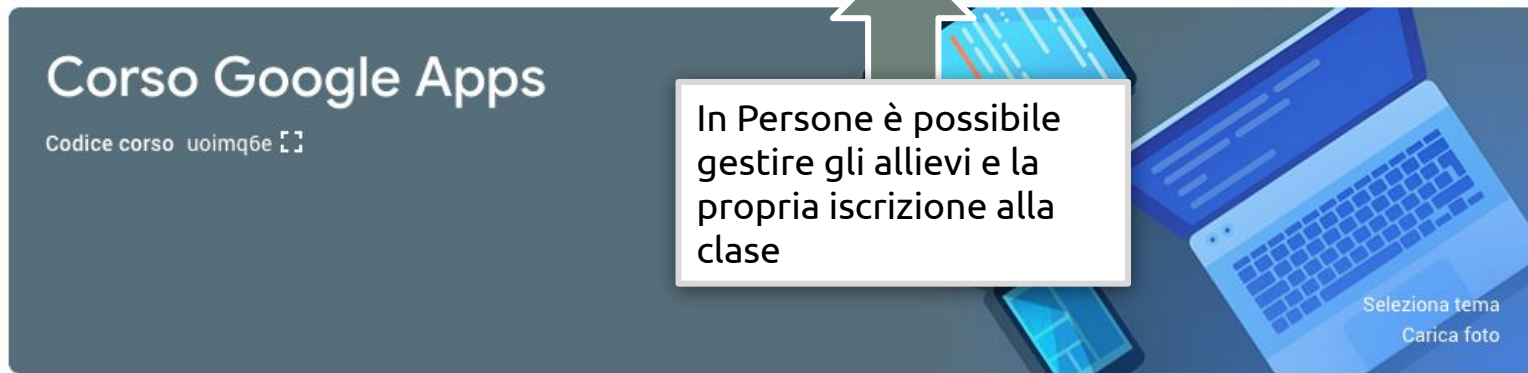 Corso Google Apps
Codice corso uoimq6e
In Persone è possibile
gestire gli allievi e la
propria iscrizione alla
clase
Seleziona tema
Carica foto